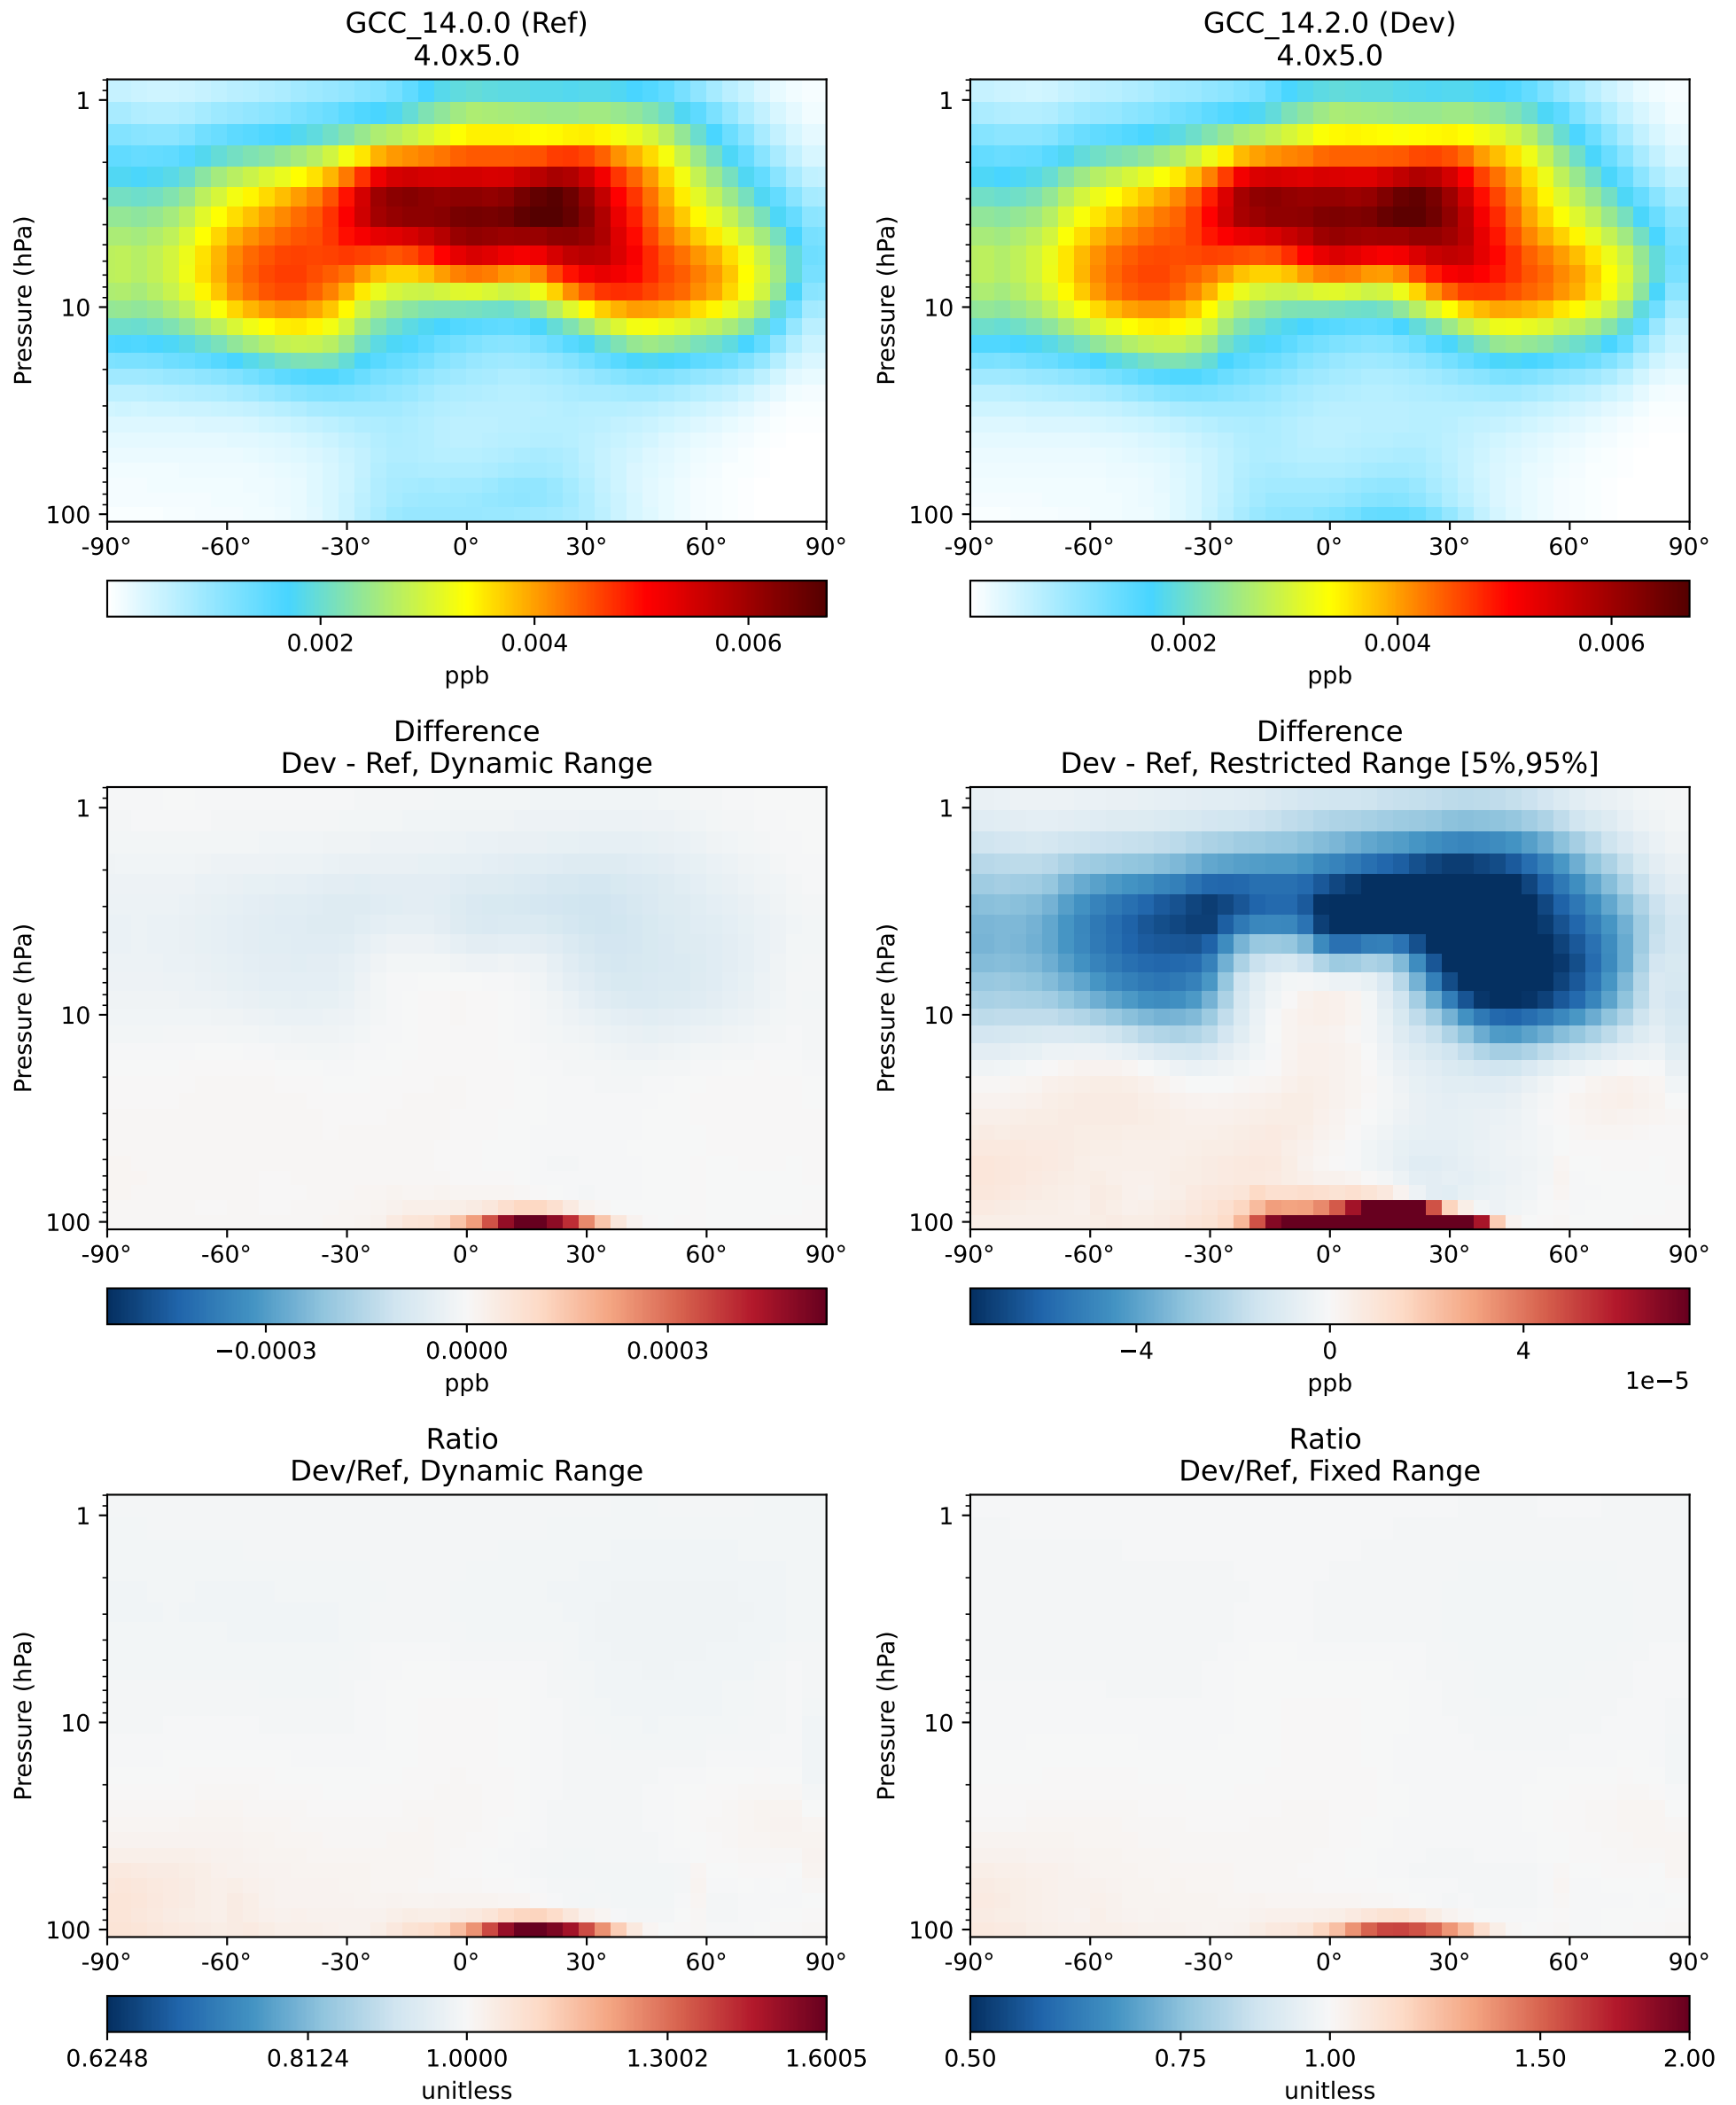 GCC_14.0.0 (Ref)
4.0x5.0
Pressure (hPa)
1
10
100
-90° -60° -30° 0° 30° 60° 90°
0.002 0.004 0.006
ppb
GCC_14.2.0 (Dev)
4.0x5.0
Pressure (hPa)
1
10
100
-90° -60° -30° 0° 30° 60° 90°
0.002 0.004 0.006
ppb
Difference
Dev - Ref, Dynamic Range
Pressure (hPa)
1
10
100
-90° -60° -30° 0° 30° 60° 90°
−0.0003 0.0000 0.0003
ppb
Difference
Dev - Ref, Restricted Range [5%,95%]
Pressure (hPa)
1
10
100
-90° -60° -30° 0° 30° 60° 90°
−4 0 4
ppb 1e−5
Ratio
Dev/Ref, Dynamic Range
Pressure (hPa)
1
10
100
-90° -60° -30° 0° 30° 60° 90°
0.6248 0.8124 1.0000 1.3002 1.6005
unitless
Ratio
Dev/Ref, Fixed Range
Pressure (hPa)
1
10
100
-90° -60° -30° 0° 30° 60° 90°
0.50 0.75 1.00 1.50 2.00
unitless